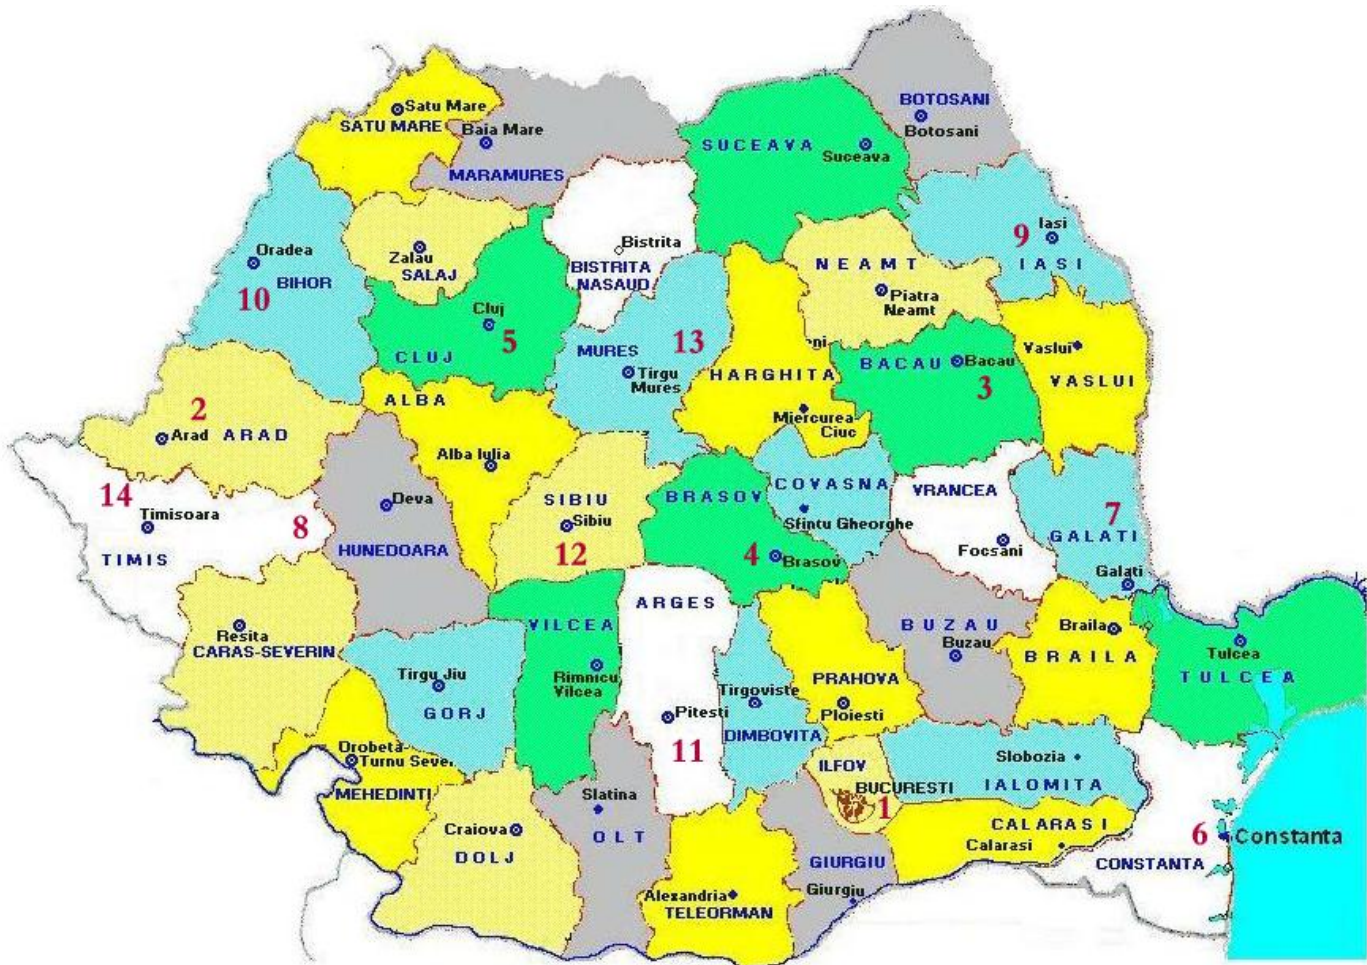 BOTOSANI
Botosani
Satu Mare
SATU MARE
Baia Mare
MARAMURES
SUCEAVA
Suceava
9
Iasi
IASI
Oradea
BIHOR
10
Zalau
SALAJ
Bistrita
BISTRITA
NASAUD
NEAMT
Piatra
Neamt
Cluj
CLUJ
5
MURES
13
Tirgu
Mures
HARGHITA
Miercurea-
Ciuc
BACAU
Bacau
3
Vaslui
VASLUI
2
Arad
ARAD
ALBA
Alba Iulia
14
Timisoara
TIMIS
8
Deva
HUNEDOARA
SIBIU
Sibiu
12
BRASOV
4
Brasov
COVASNA
Sfintu Gheorghe
VRANCEA
Focsani
7
GALATI
Galati
Resita
CARAS-SEVERIN
Tirgu Jiu
GORJ
VILCEA
Rimnicu
Vilcea
ARGES
Pitesti
11
Tirgoviste
DIMBOVITA
PRAHOVA
Ploiesti
BUZAU
Buzau
Braila
BRAILA
Tulcea
TULCEA
Orobeta-
Turnu Sever
MEHEDINTI
Craiova
DOLJ
Slatina
OLT
ILFOV
BUCURESTI
1
Slobozia
IALOMITA
CALARASI
Calarasi
6
Constanta
CONSTANTA
Alexandria
TELEORMAN
GIURGIU
Giurgiu